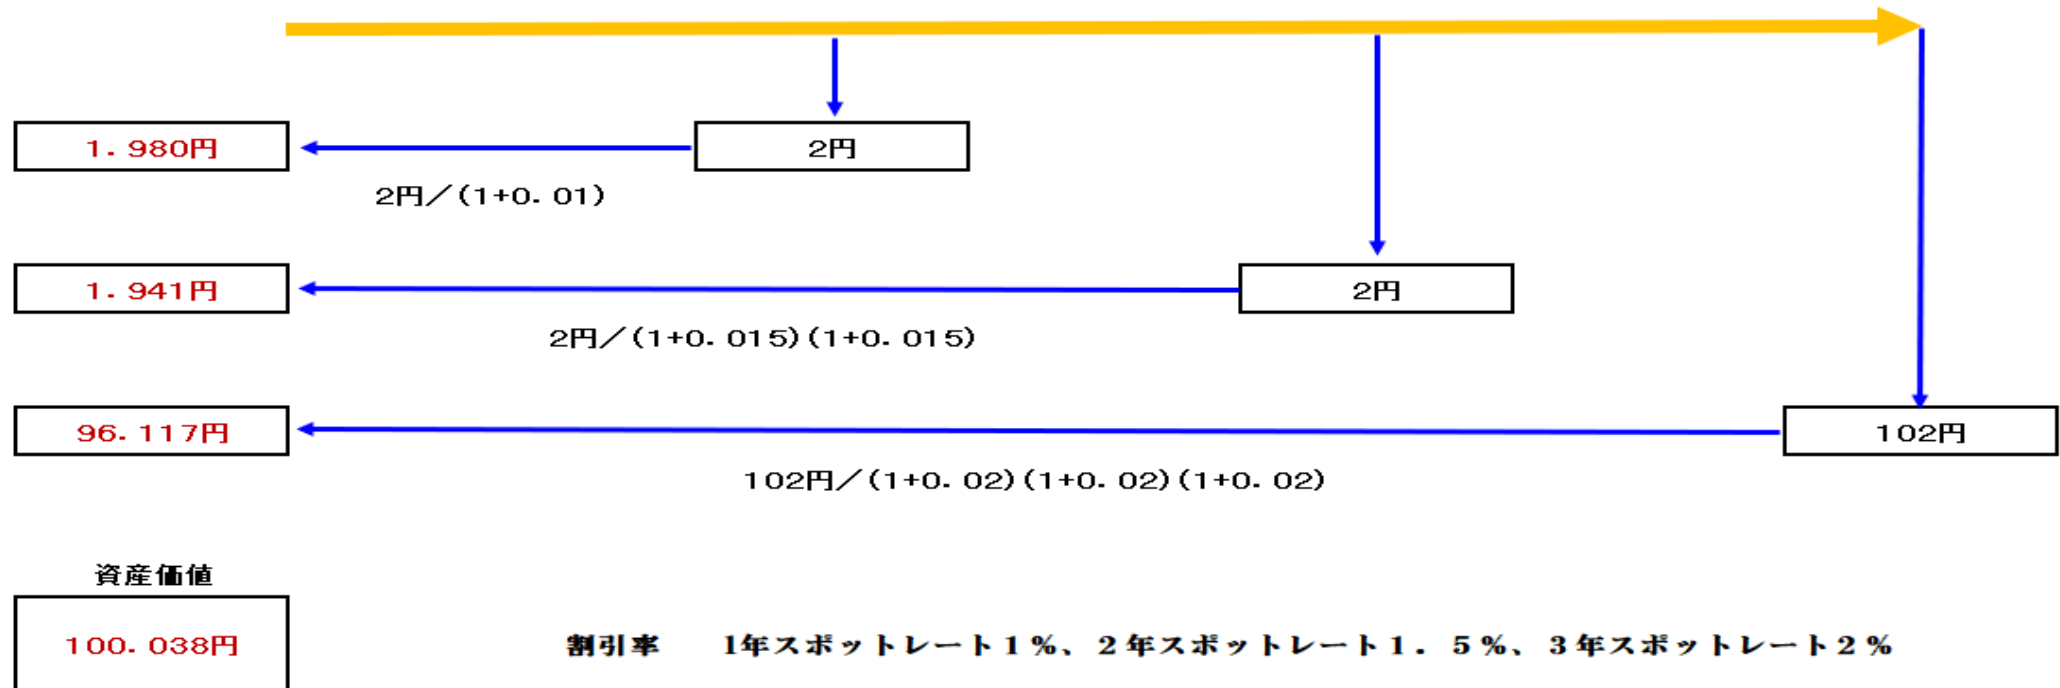 1.980円
2円
2円／(1+0.01)
1.941円
2円
2円／(1+0.015)(1+0.015)
96.117円
102円
102円／(1+0.02)(1+0.02)(1+0.02)
資産価値
100.038円
割引率　1年スポットレート１％、２年スポットレート１．５％、３年スポットレート２％